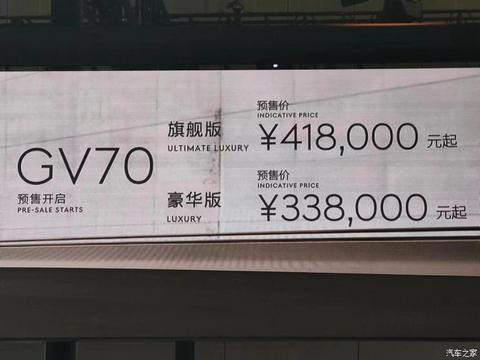 GV70
预售开启
PRE-SALE STARTS
旗舰版
ULTIMATE LUXURY
预售价
INDICATIVE PRICE
¥418,000 元起
豪华版
LUXURY
预售价
INDICATIVE PRICE
¥338,000 元起
汽车之家